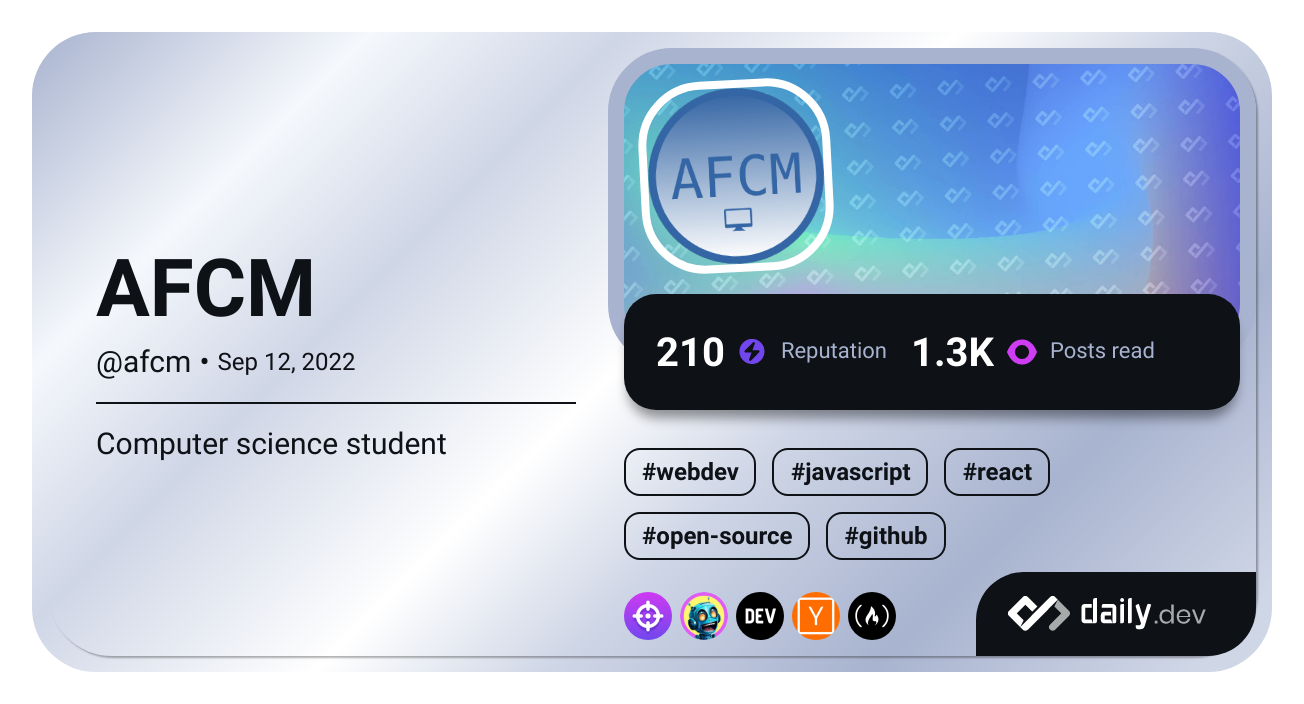 AFCM
@afcm • Sep 12, 2022
Computer science student
AFCM
210 Reputation 1.3K Posts read
#webdev #javascript #react
#open-source #github
DEV Y
daily.dev